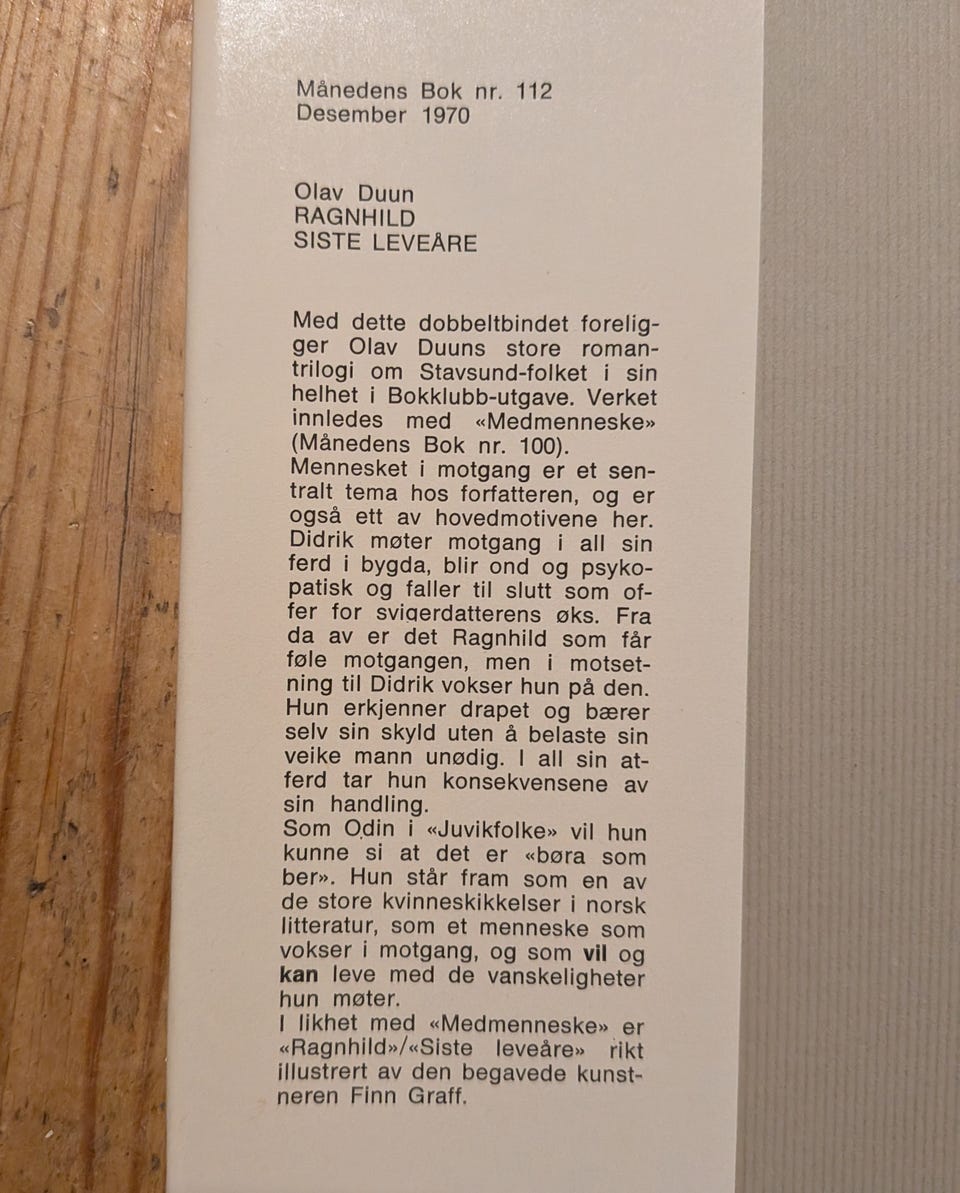 Månedens Bok nr. 112
Desember 1970
Olav Duun
RAGNHILD
SISTE LEVEÅRE
Med dette dobbeltbindet forelig-
ger Olav Duuns store roman-
trilogi om Stavsund-folket i sin
helhet i Bokklubb-utgave. Verket
innledes med «Medmenneske»
(Månedens Bok nr. 100).
Mennesket i motgang er et sen-
tralt tema hos forfatteren, og er
også ett av hovedmotivene her.
Didrik møter motgang i all sin
ferd i bygda, blir ond og psyko-
patisk og faller til slutt som of-
fer for svigerdatterens øks. Fra
da av er det Ragnhild som får
føle motgangen, men i motset-
ning til Didrik vokser hun på den.
Hun erkjenner drapet og bærer
selv sin skyld uten å belaste sin
veike mann unødig. I all sin at-
ferd tar hun konsekvensene av
sin handling.
Som Odin i «Juvikfolke» vil hun
kunne si at det er «børa som
ber». Hun står fram som en av
de store kvinneskikkelser i norsk
litteratur, som et menneske som
vokser i motgang, og som vil og
kan leve med de vanskeligheter
hun møter.
I likhet med «Medmenneske» er
«Ragnhild»/«Siste leveåre» rikt
illustrert av den begavede kunst-
neren Finn Graff.